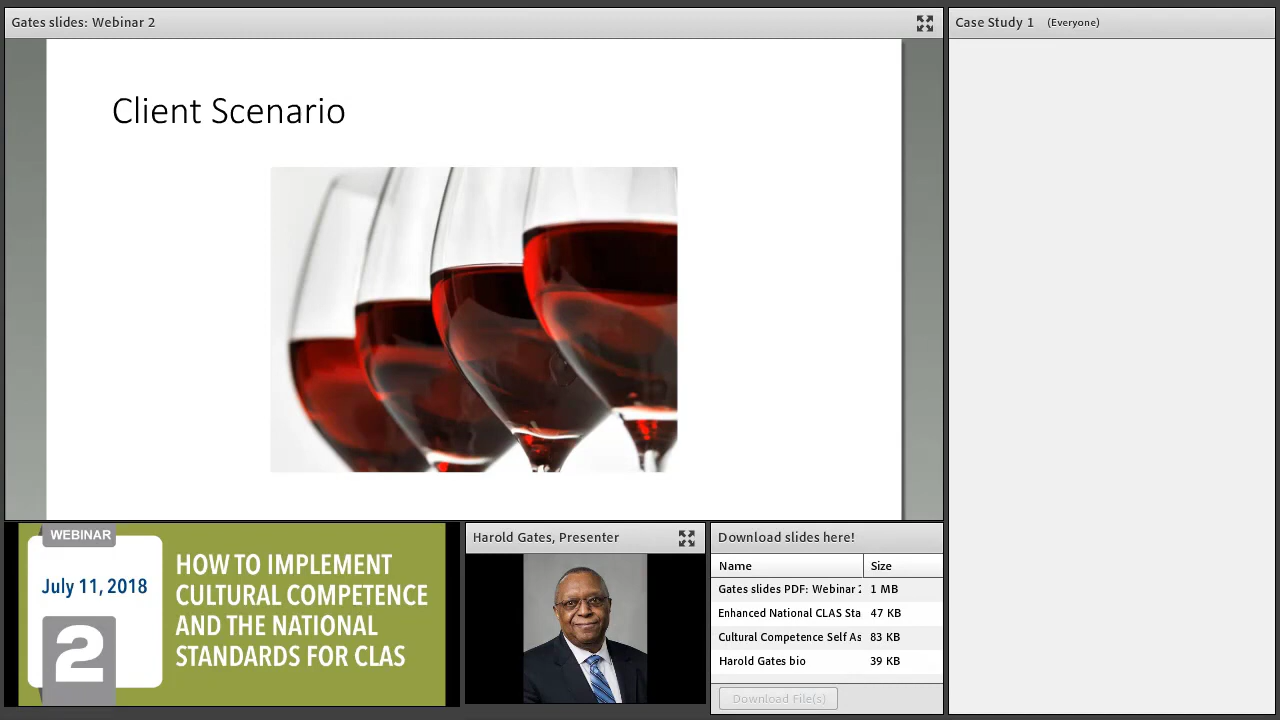 Gates slides: Webinar 2
Case Study 1 (Everyone)
Client Scenario
WEBINAR
July 11, 2018
2
HOW TO IMPLEMENT
CULTURAL COMPETENCE
AND THE NATIONAL
STANDARDS FOR CLAS
Harold Gates, Presenter
Download slides here!
Name Size
Gates slides PDF: Webinar 2 1 MB
Enhanced National CLAS Sta 47 KB
Cultural Competence Self As 83 KB
Harold Gates bio 39 KB
Download File(s)